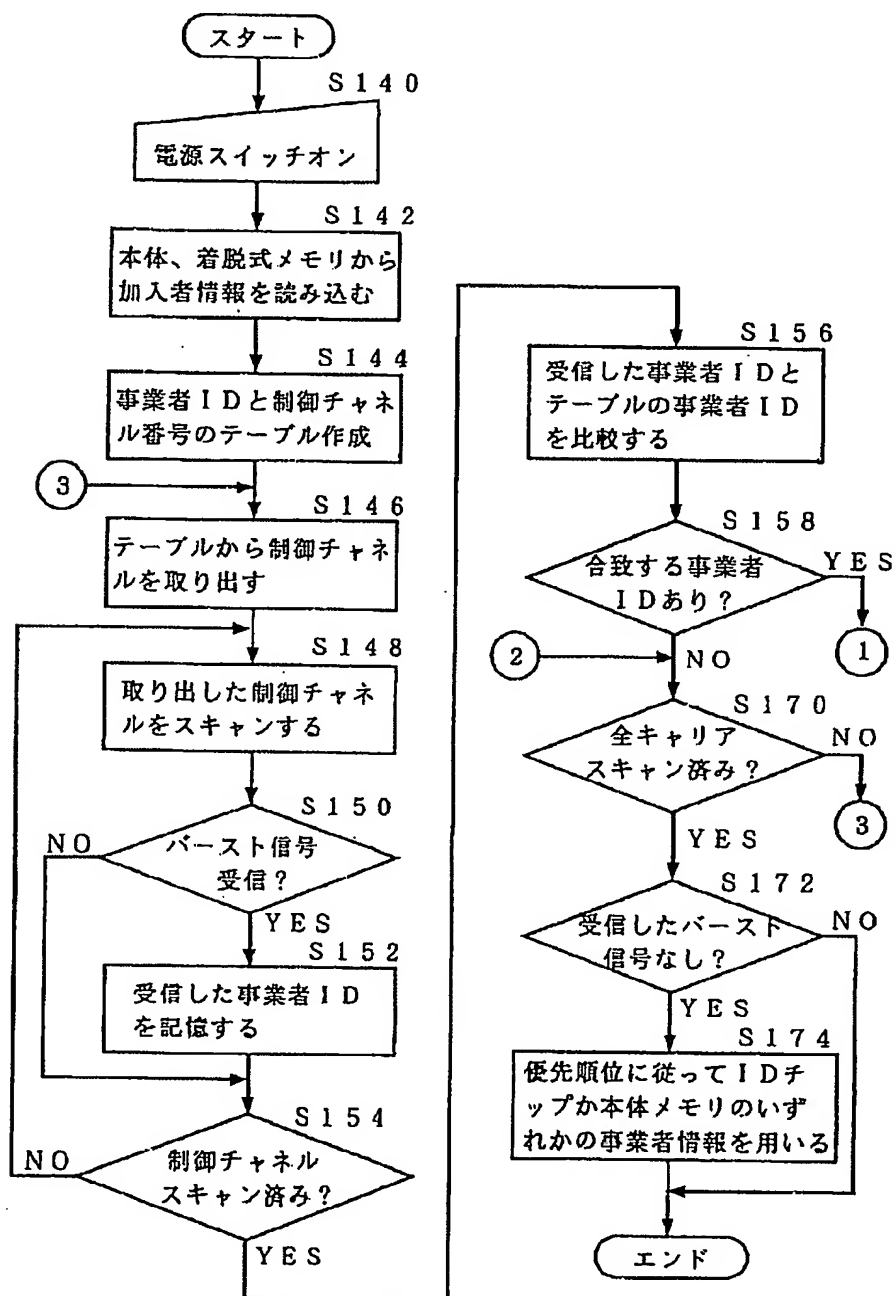 スタート
S140
電源スイッチオン
S142
本体、着脱式メモリから
加入者情報を読み込む
S144
事業者IDと制御チャネ
ル番号のテーブル作成
3
S146
テーブルから制御チャネ
ルを取り出す
S148
取り出した制御チャネ
ルをスキャンする
S150
NO
バースト信号
受信?
YES
S152
受信した事業者ID
を記憶する
S154
NO
制御チャネル
スキャン済み?
YES
S156
受信した事業者IDと
テーブルの事業者ID
を比較する
S158
合致する事業者
IDあり?
YES
1
2
NO
S170
全キャリア
スキャン済み?
NO
3
YES
S172
受信したバースト
信号なし?
NO
YES
S174
優先順位に従ってIDチ
ップか本体メモリのいず
れかの事業者情報を用いる
エンド